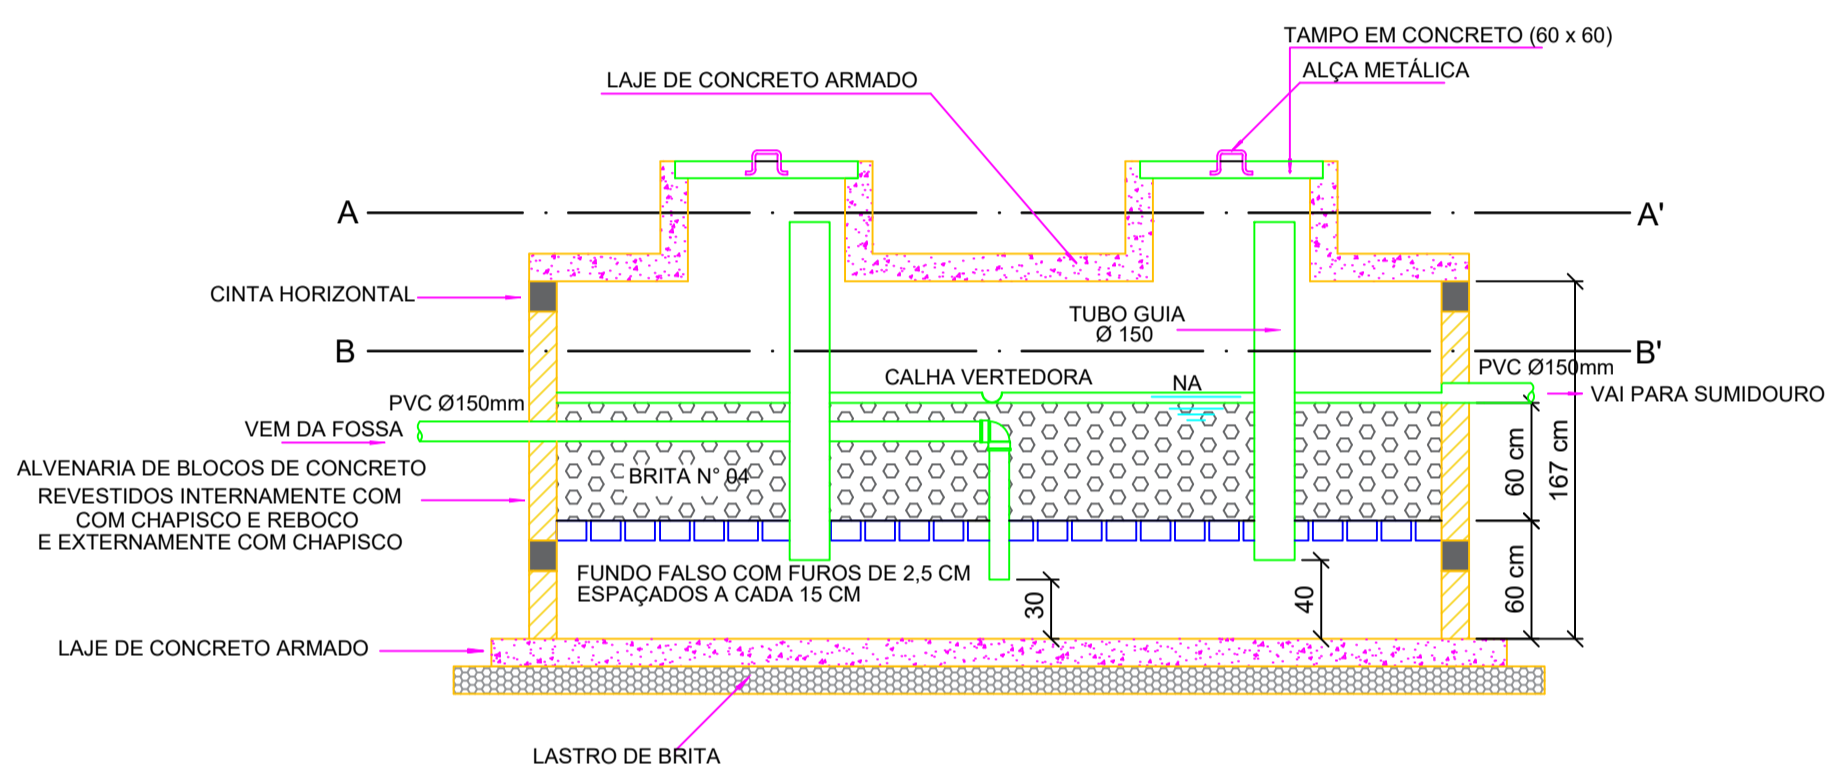 TAMPO EM CONCRETO (60 x 60)
LAJE DE CONCRETO ARMADO
ALÇA METÁLICA
A
A'
CINTA HORIZONTAL
TUBO GUIA
Ø 150
B
B'
PVC Ø150mm
CALHA VERTEDORA
NA
VAI PARA SUMIDOURO
PVC Ø150mm
VEM DA FOSSA
ALVENARIA DE BLOCOS DE CONCRETO
REVESTIDOS INTERNAMENTE COM
COM CHAPISCO E REBOCO
E EXTERNAMENTE COM CHAPISCO
BRITA N° 04
60 cm
167 cm
FUNDO FALSO COM FUROS DE 2,5 CM
ESPAÇADOS A CADA 15 CM
30
40
60 cm
LAJE DE CONCRETO ARMADO
LASTRO DE BRITA